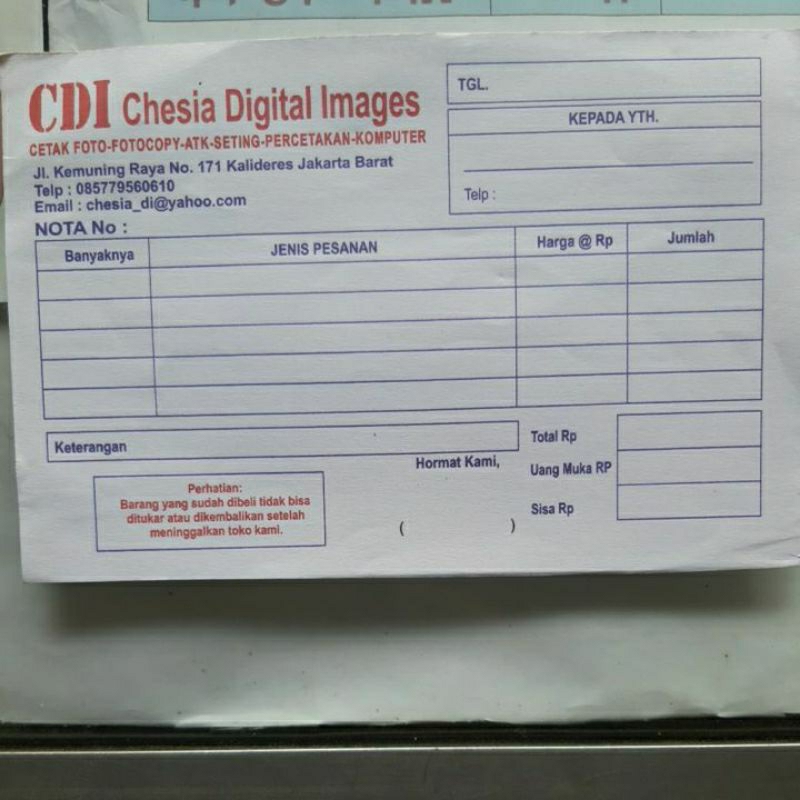 CDI Chesia Digital Images
CETAK FOTO-FOTOCOPY-ATK-SETING-PERCETAKAN-KOMPUTER
Jl. Kemuning Raya No. 171 Kalideres Jakarta Barat
Telp : 085779560610
Email : chesia_di@yahoo.com
TGL.
KEPADA YTH.
Telp :
NOTA No :
Banyaknya JENIS PESANAN Harga @ Rp Jumlah
Keterangan
Total Rp
Hormat Kami,
Uang Muka RP
Sisa Rp
Perhatian:
Barang yang sudah dibeli tidak bisa
ditukar atau dikembalikan setelah
meninggalkan toko kami.
( )